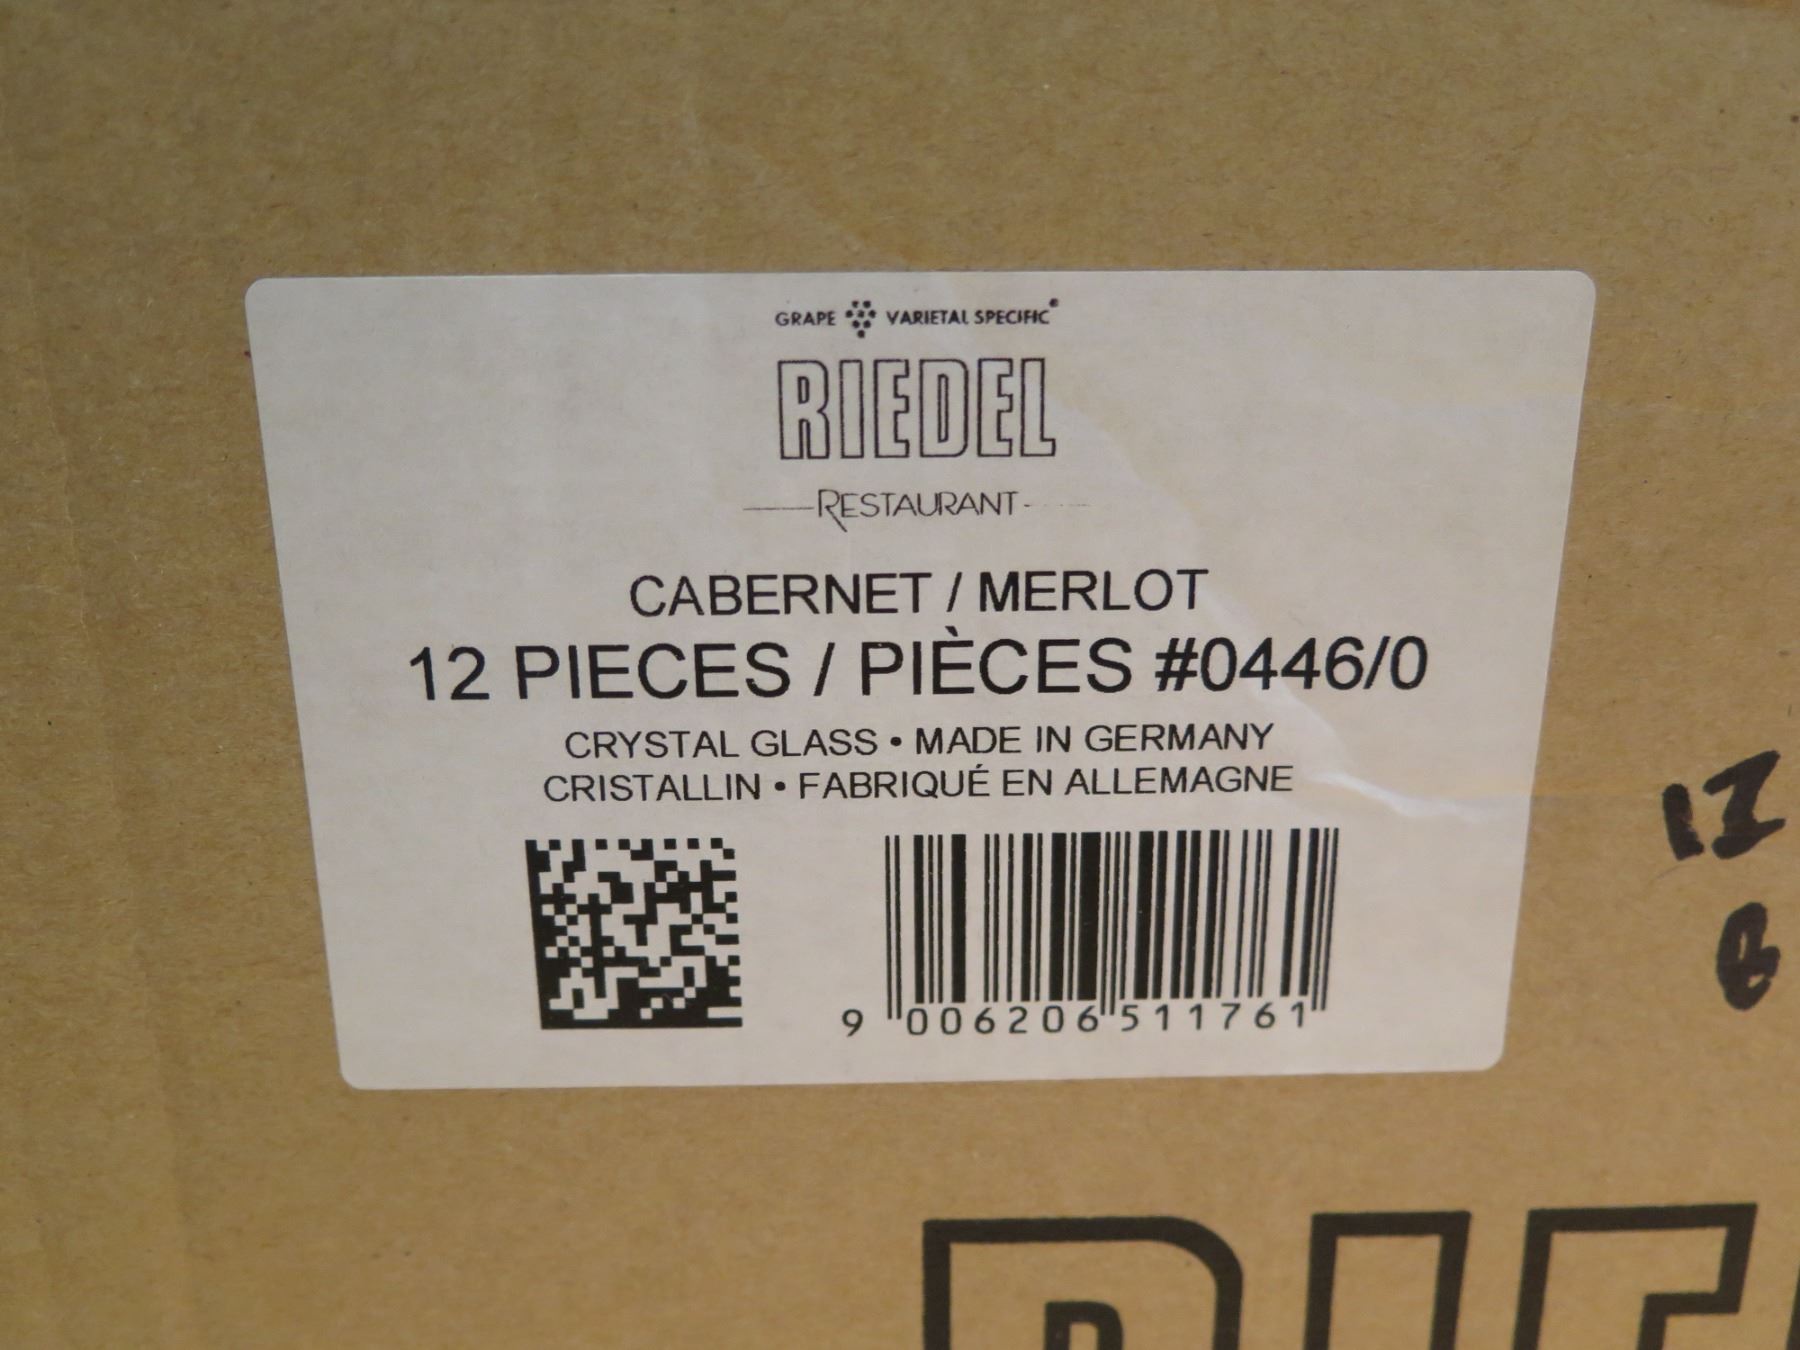 GRAPE VARIETAL SPECIFIC®
RIEDEL
RESTAURANT
CABERNET / MERLOT
12 PIECES / PIÈCES #0446/0
CRYSTAL GLASS • MADE IN GERMANY
CRISTALLIN • FABRIQUÉ EN ALLEMAGNE
9 006206 511761
12